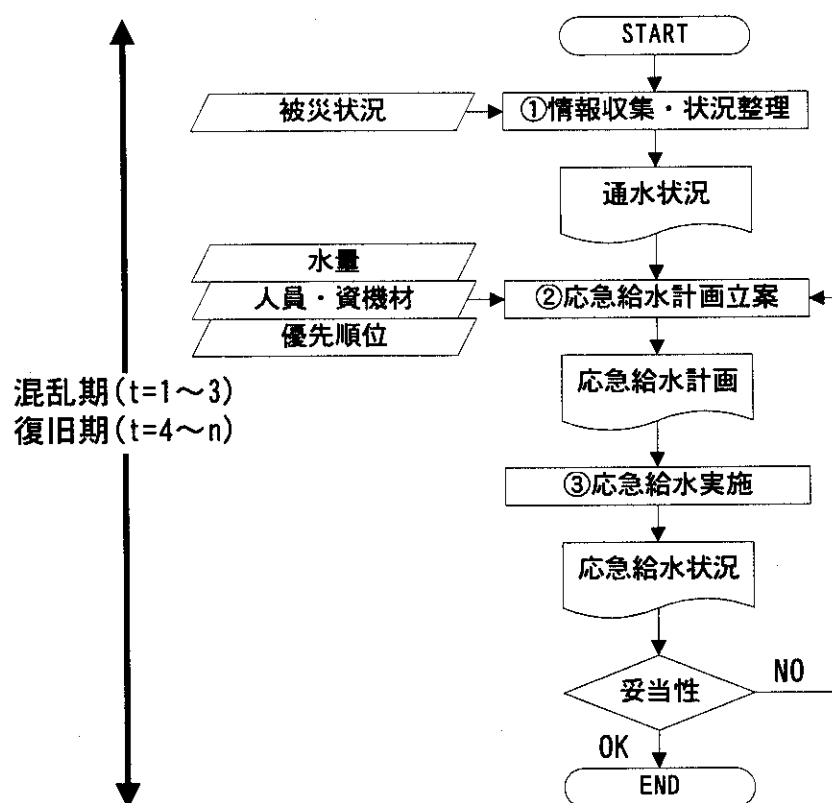 START
被災状況
①情報収集・状況整理
通水状況
水量
人員・資機材
優先順位
②応急給水計画立案
応急給水計画
混乱期(t=1～3)
復旧期(t=4～n)
③応急給水実施
応急給水状況
妥当性
NO
OK
END